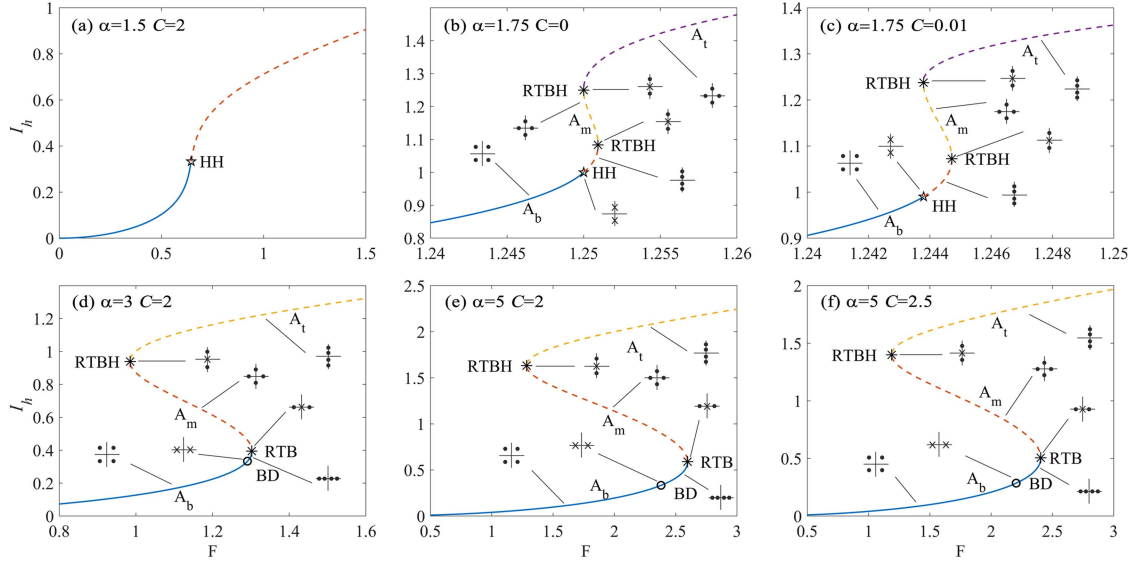 (a) α=1.5 C=2
1
0.8
0.6
0.4
0.2
0
I_h
HH
0 0.5 1 1.5
(b) α=1.75 C=0
1.4
1.3
1.2
1.1
1
0.9
0.8
A_t
RTBH
A_m
RTBH
HH
A_b
1.24 1.245 1.25 1.255 1.26
(c) α=1.75 C=0.01
1.4
1.3
1.2
1.1
1
0.9
A_t
RTBH
A_m
RTBH
HH
A_b
1.24 1.242 1.244 1.246 1.248 1.25
(d) α=3 C=2
1.2
1
0.8
0.6
0.4
0.2
0
I_h
A_t
RTBH
A_m
RTB
BD
A_b
0.8 1 1.2 1.4 1.6
F
(e) α=5 C=2
2.5
2
1.5
1
0.5
0
A_t
RTBH
A_m
RTB
A_b
BD
0.5 1 1.5 2 2.5 3
F
(f) α=5 C=2.5
2
1.5
1
0.5
0
A_t
RTBH
A_m
RTB
A_b
BD
1 1.5 2 2.5 3
F